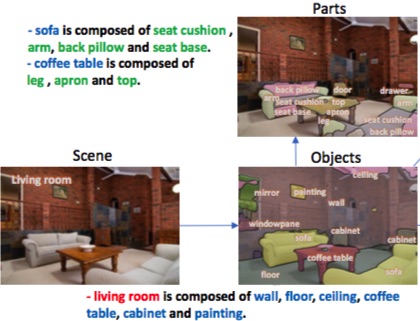 Parts
- sofa is composed of seat cushion ,
arm, back pillow and seat base.
- coffee table is composed of
leg , apron and top.
back pillow
door
drawer
arm
seat cushion
top
arm
seat base
apron
leg
seat cushion
back pillow
Scene
Objects
Living room
ceiling
mirror
painting
wall
windowpane
cabinet
sofa
cabinet
coffee table
floor
sofa
- living room is composed of wall, floor, ceiling, coffee
table, cabinet and painting.